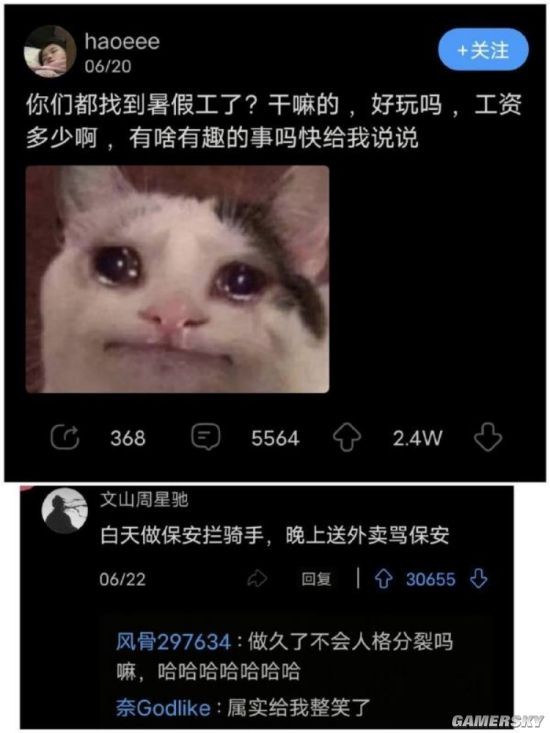 haoeee
06/20
+关注
你们都找到暑假工了？干嘛的，好玩吗，工资
多少啊，有啥有趣的事吗快给我说说
368
5564
2.4W
文山周星驰
白天做保安拦骑手，晚上送外卖骂保安
06/22
回复
30655
风骨297634：做久了不会人格分裂吗
嘛，哈哈哈哈哈哈哈
奈Godlike：属实给我整笑了
GAMERSKY